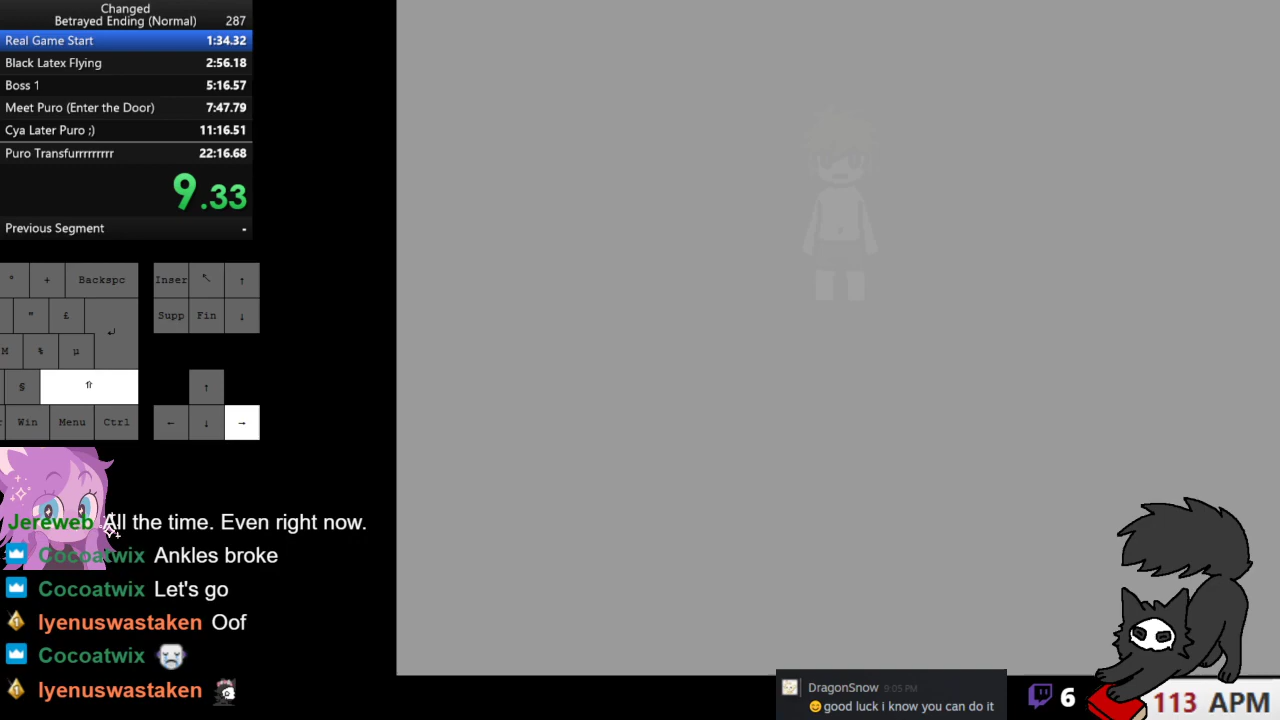 Changed
Betrayed Ending (Normal) 287
Real Game Start 1:34.32
Black Latex Flying 2:56.18
Boss 1 5:16.57
Meet Puro (Enter the Door) 7:47.79
Cya Later Puro ;) 11:16.51
Puro Transfurrrrrrrrr 22:16.68
9.33
Previous Segment -
° + Backspc Inser ↖ ↑
" £ ↵ Supp Fin ↓
M % µ
§ ⇧ ↑
Win Menu Ctrl ← ↓ →
Jereweb All the time. Even right now.
Cocoatwix Ankles broke
Cocoatwix Let's go
lyenuswastaken Oof
Cocoatwix
lyenuswastaken
DragonSnow 9:05 PM
😊good luck i know you can do it
6
113 APM